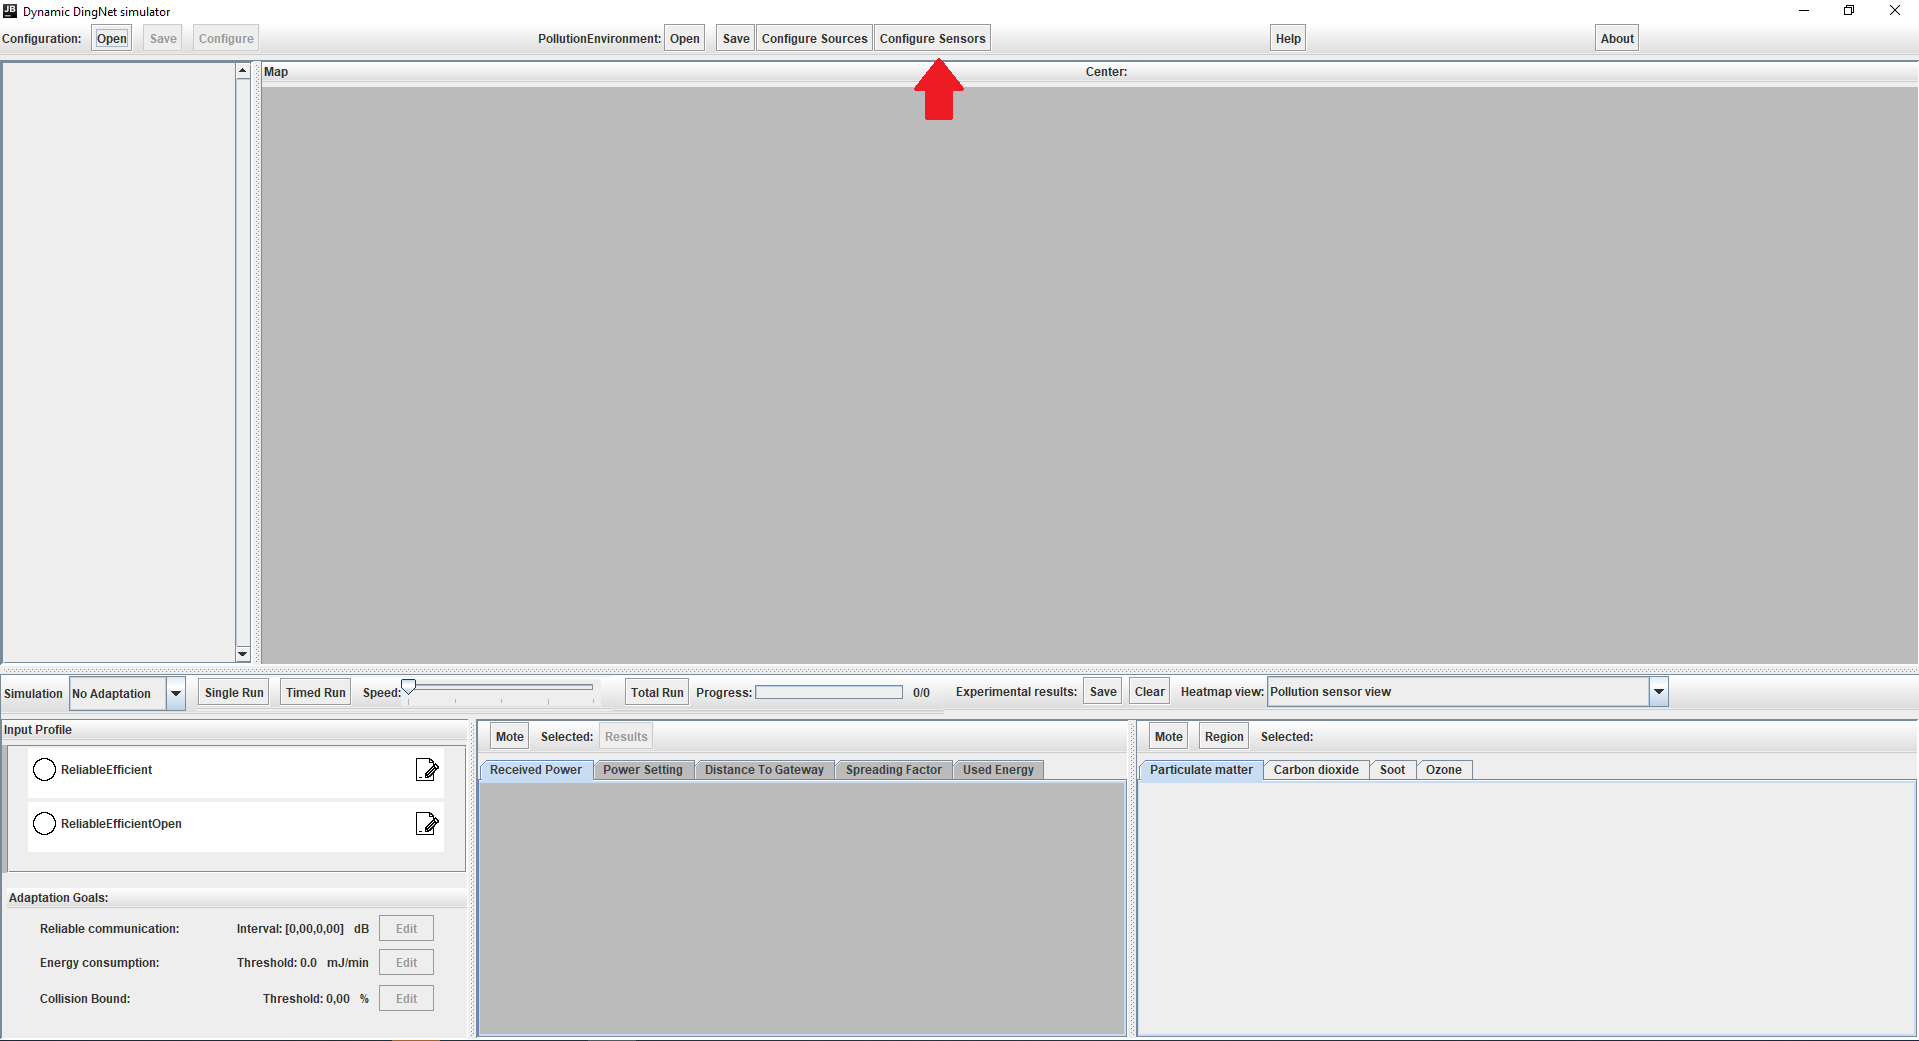 JB Dynamic DingNet simulator
Configuration: Open Save Configure PollutionEnvironment: Open Save Configure Sources Configure Sensors Help About
Map Center:
Simulation No Adaptation Single Run Timed Run Speed: Total Run Progress: 0/0 Experimental results: Save Clear Heatmap view: Pollution sensor view
Input Profile
ReliableEfficient
ReliableEfficientOpen
Adaptation Goals:
Reliable communication: Interval: [0,00,0,00] dB Edit
Energy consumption: Threshold: 0.0 mJ/min Edit
Collision Bound: Threshold: 0,00 % Edit
Mote Selected: Results
Received Power Power Setting Distance To Gateway Spreading Factor Used Energy
Mote Region Selected:
Particulate matter Carbon dioxide Soot Ozone